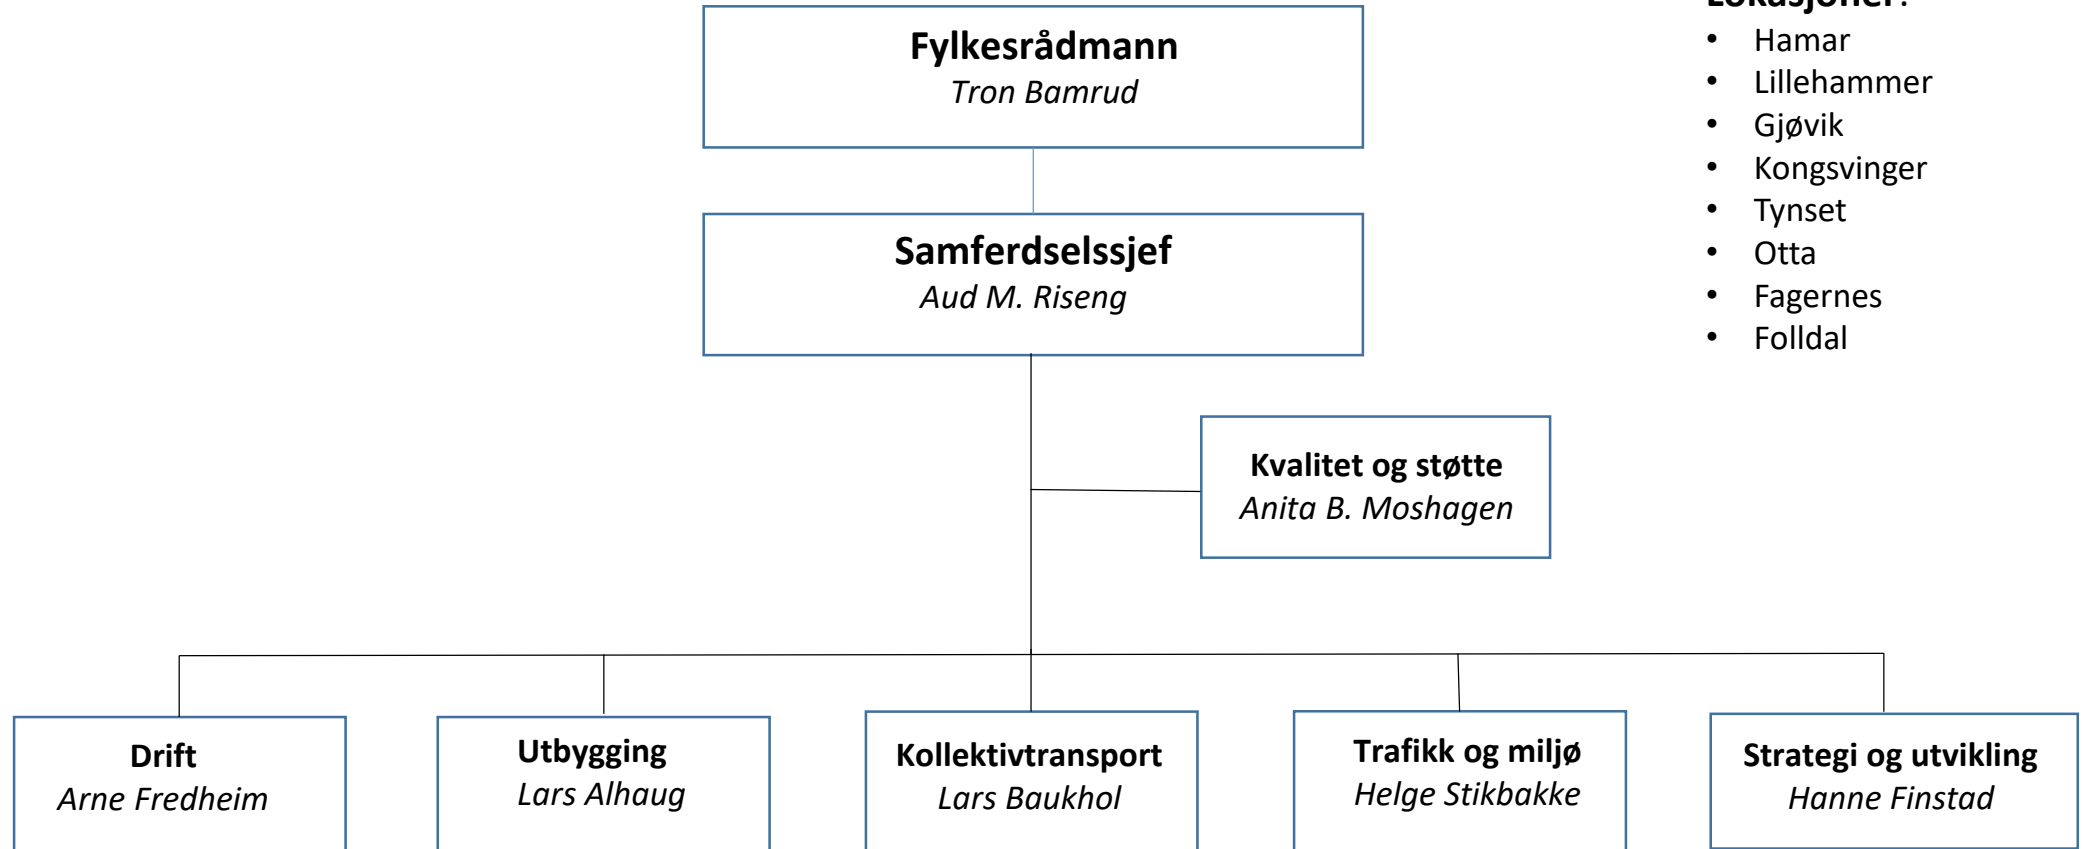 Lokasjoner:
• Hamar
• Lillehammer
• Gjøvik
• Kongsvinger
• Tynset
• Otta
• Fagernes
• Folldal
Fylkesrådmann
Tron Bamrud
Samferdselssjef
Aud M. Riseng
Kvalitet og støtte
Anita B. Moshagen
Drift
Arne Fredheim
Utbygging
Lars Alhaug
Kollektivtransport
Lars Baukhol
Trafikk og miljø
Helge Stikbakke
Strategi og utvikling
Hanne Finstad